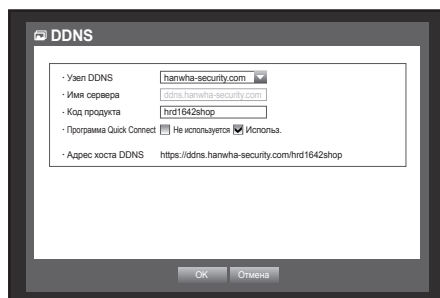 DDNS
· Узел DDNS hanwha-security.com
· Имя сервера ddns.hanwha-security.com
· Код продукта hrd1642shop
· Программа Quick Connect Не используется Использ.
· Адрес хоста DDNS https://ddns.hanwha-security.com/hrd1642shop
OK Отмена